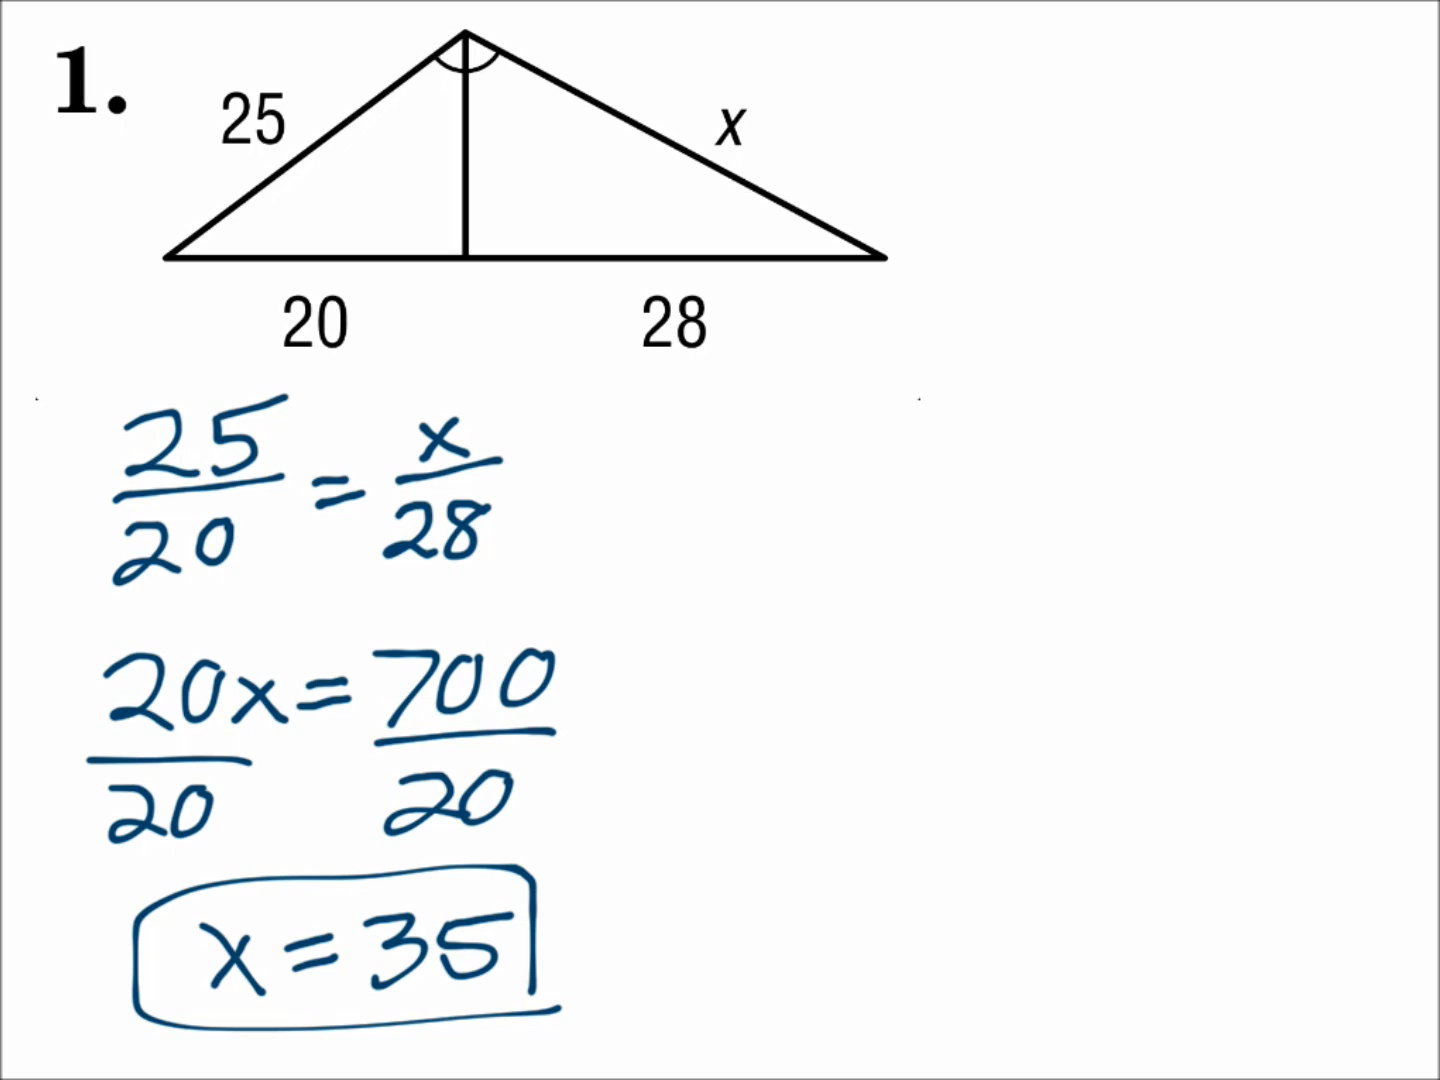 1.
25
x
20
28
25/20 = x/28
20x/20 = 700/20
x = 35